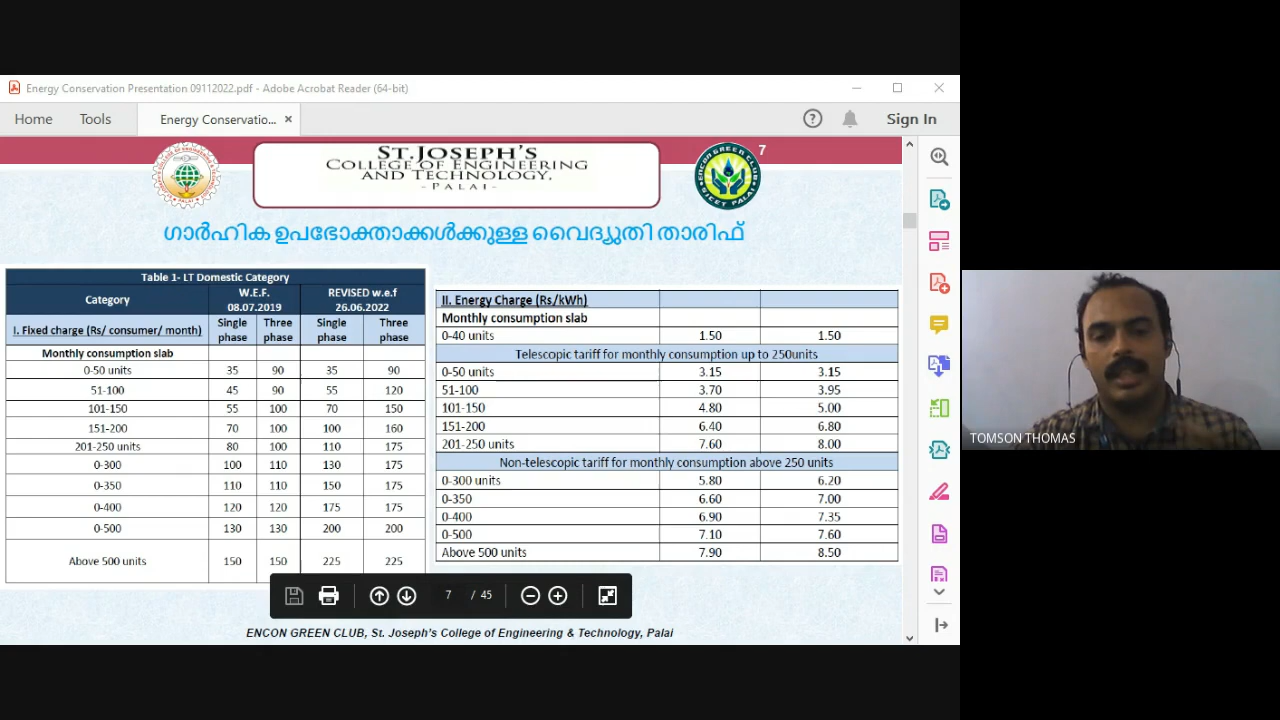 Energy Conservation Presentation 09112022.pdf - Adobe Acrobat Reader (64-bit)
Home Tools Energy Conservatio... × Sign In
7
ST.JOSEPH'S
COLLEGE OF ENGINEERING
AND TECHNOLOGY,
-PALAI-
ENCON GREEN CLUB
SJCET PALAI
ഗാർഹിക ഉപഭോക്താക്കൾക്കുള്ള വൈദ്യുതി താരിഫ്
Table 1- LT Domestic Category
Category W.E.F. 08.07.2019 REVISED w.e.f 26.06.2022
I. Fixed charge (Rs/ consumer/ month) Single phase Three phase Single phase Three phase
Monthly consumption slab
0-50 units 35 90 35 90
51-100 45 90 55 120
101-150 55 100 70 150
151-200 70 100 100 160
201-250 units 80 100 110 175
0-300 100 110 130 175
0-350 110 110 150 175
0-400 120 120 175 175
0-500 130 130 200 200
Above 500 units 150 150 225 225
II. Energy Charge (Rs/kWh)
Monthly consumption slab
0-40 units 1.50 1.50
Telescopic tariff for monthly consumption up to 250units
0-50 units 3.15 3.15
51-100 3.70 3.95
101-150 4.80 5.00
151-200 6.40 6.80
201-250 units 7.60 8.00
Non-telescopic tariff for monthly consumption above 250 units
0-300 units 5.80 6.20
0-350 6.60 7.00
0-400 6.90 7.35
0-500 7.10 7.60
Above 500 units 7.90 8.50
7 / 45
ENCON GREEN CLUB, St. Joseph's College of Engineering & Technology, Palai
TOMSON THOMAS